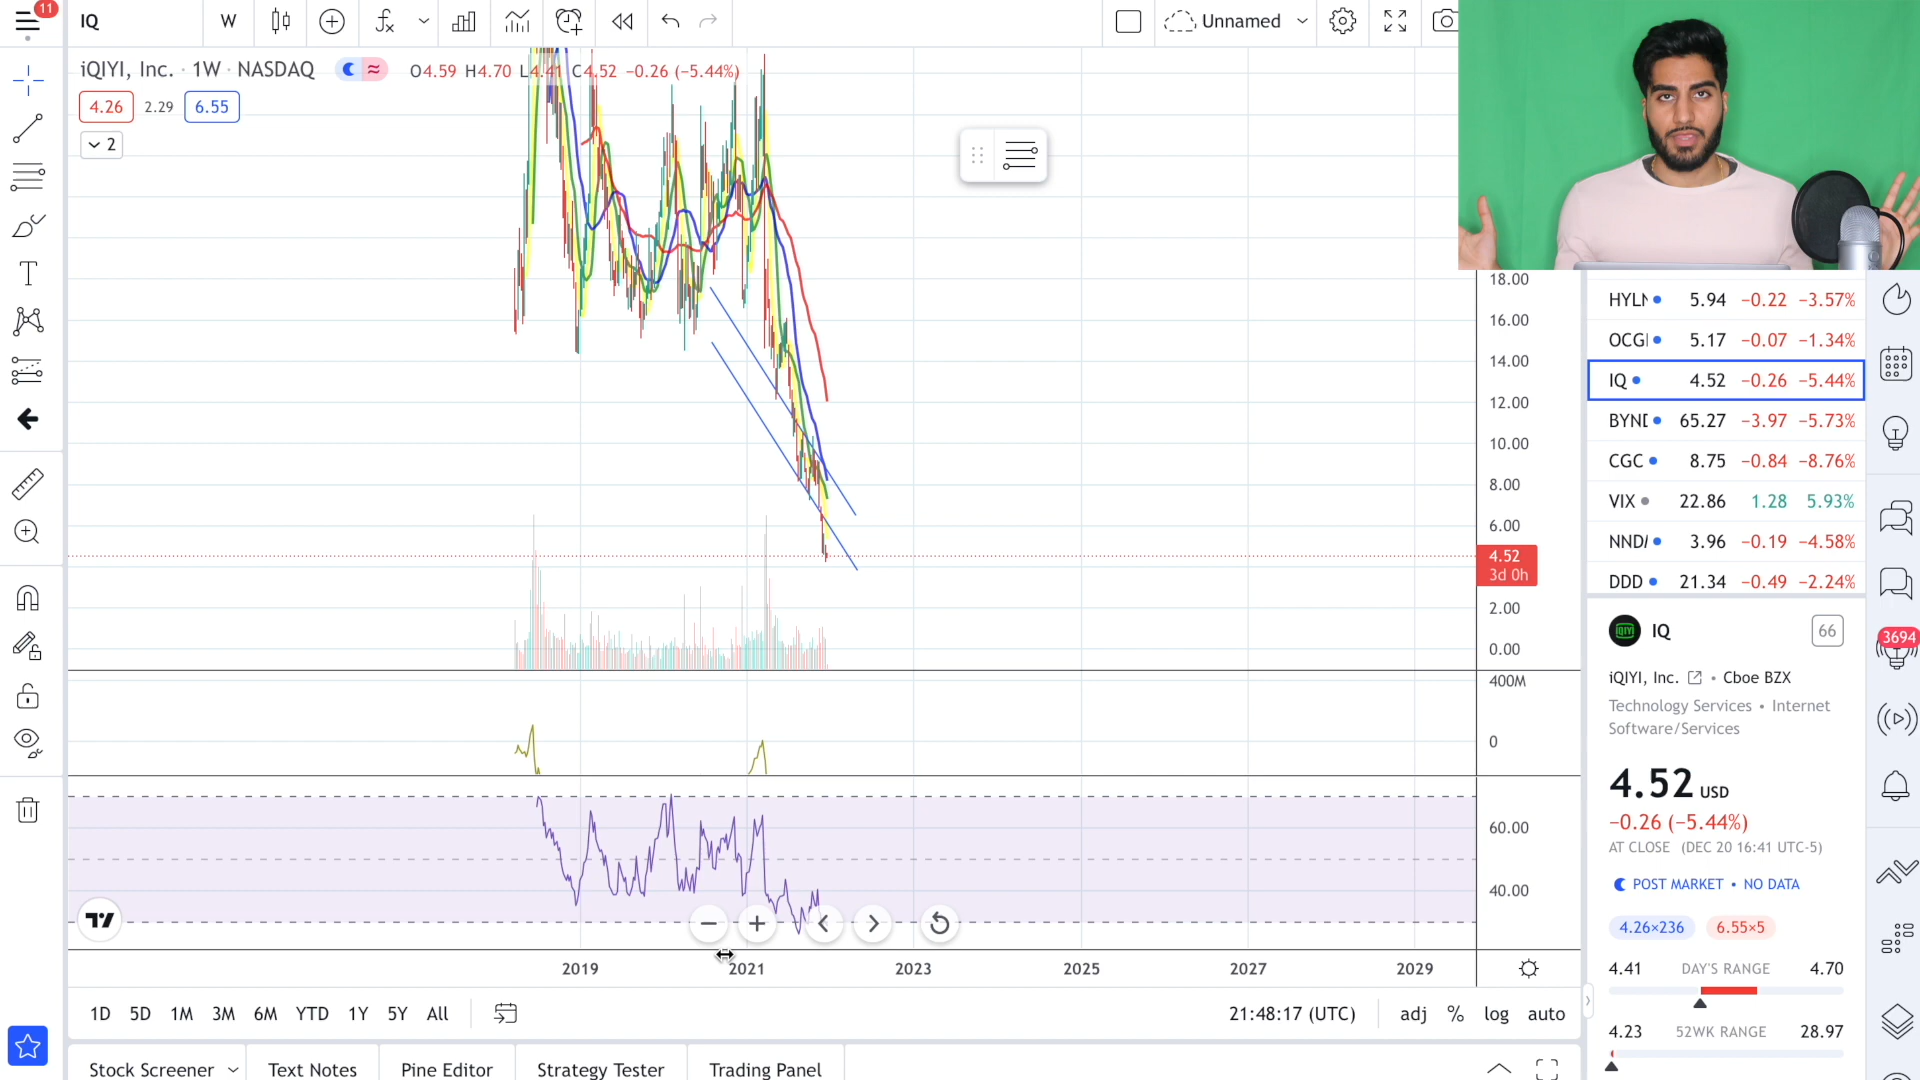 11
IQ
W
Unnamed
iQIYI, Inc. · 1W · NASDAQ
O4.59 H4.70 L4.41 C4.52 −0.26 (−5.44%)
4.26 2.29 6.55
2
18.00
16.00
14.00
12.00
10.00
8.00
6.00
4.52
3d 0h
2.00
0.00
400M
0
60.00
40.00
2019 2021 2023 2025 2027 2029
1D 5D 1M 3M 6M YTD 1Y 5Y All
21:48:17 (UTC) adj % log auto
Stock Screener Text Notes Pine Editor Strategy Tester Trading Panel
HYLN 5.94 −0.22 −3.57%
OCGI 5.17 −0.07 −1.34%
IQ 4.52 −0.26 −5.44%
BYND 65.27 −3.97 −5.73%
CGC 8.75 −0.84 −8.76%
VIX 22.86 1.28 5.93%
3.96 −0.19 −4.58%
DDD 21.34 −0.49 −2.24%
iQIYI IQ 66
iQIYI, Inc. • Cboe BZX
Technology Services • Internet
Software/Services
4.52 USD
−0.26 (−5.44%)
AT CLOSE (DEC 20 16:41 UTC-5)
POST MARKET • NO DATA
4.26×236 6.55×5
4.41 DAY'S RANGE 4.70
4.23 52WK RANGE 28.97
3694